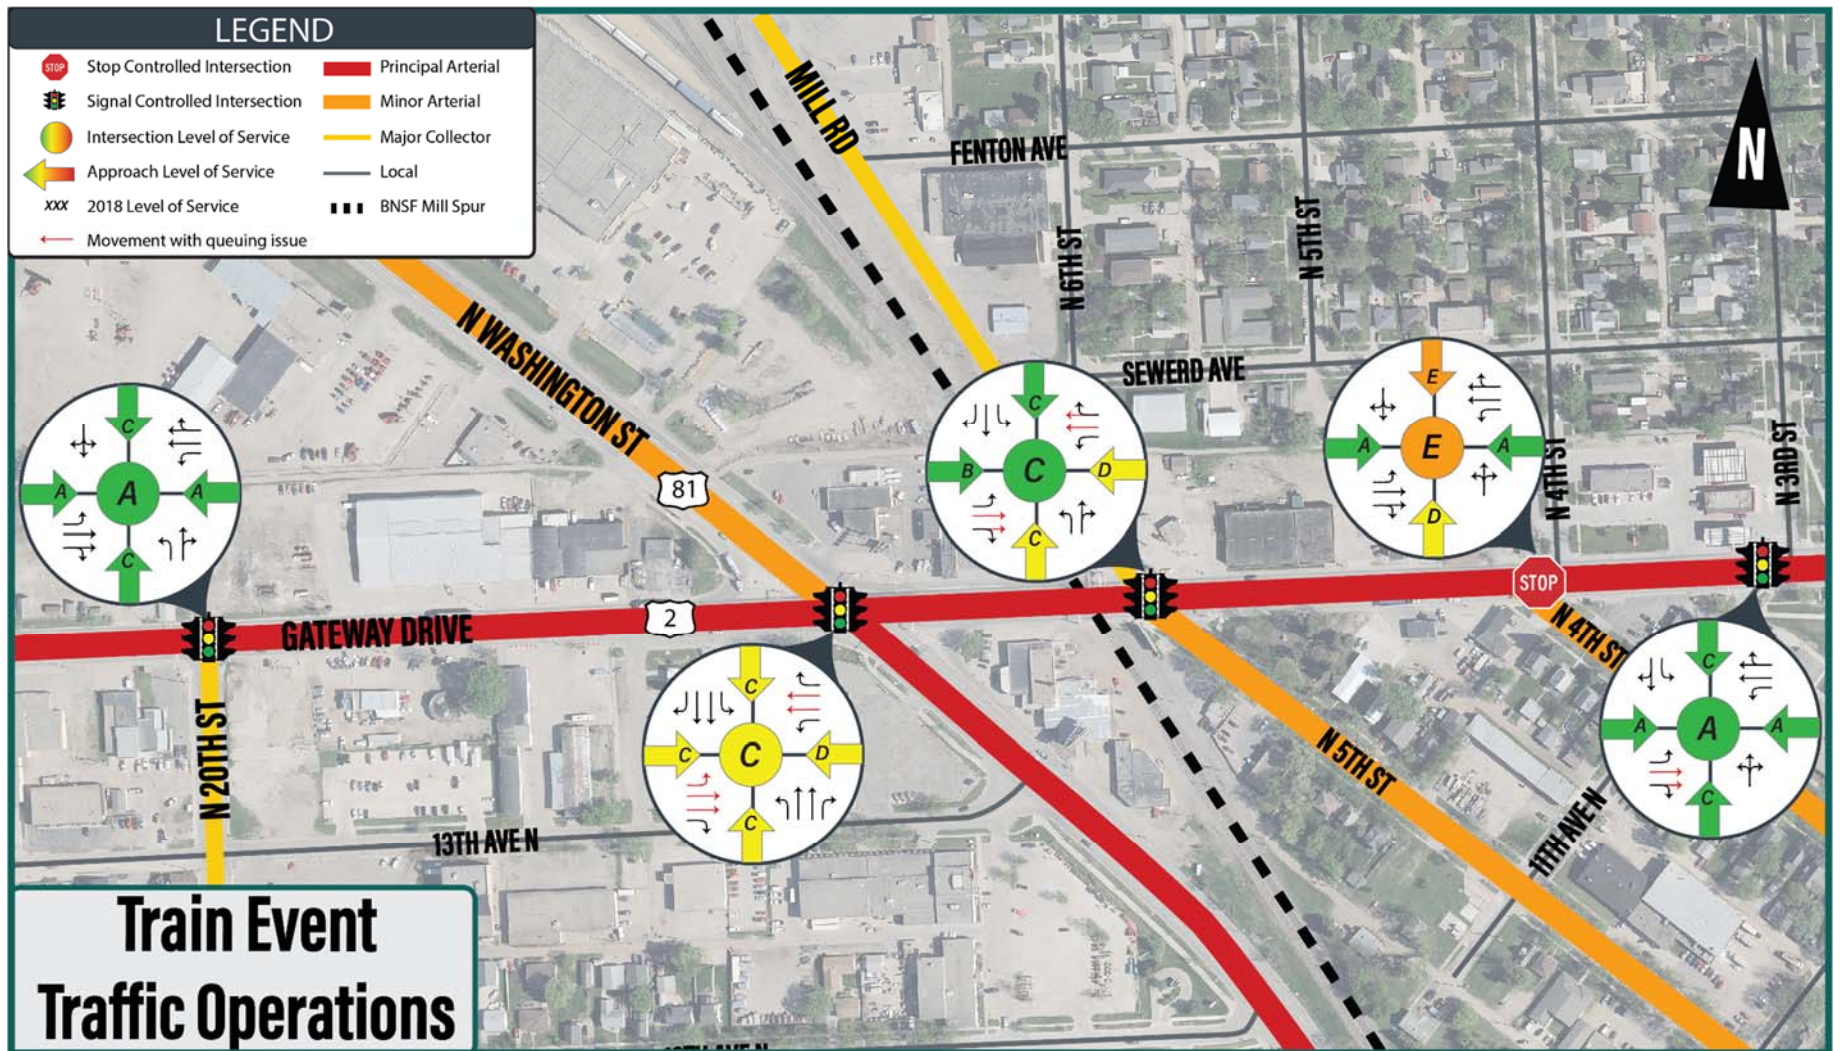 LEGEND
STOP Stop Controlled Intersection
Principal Arterial
Signal Controlled Intersection
Minor Arterial
Intersection Level of Service
Major Collector
Approach Level of Service
Local
XXX 2018 Level of Service
BNSF Mill Spur
Movement with queuing issue
MILL RD
FENTON AVE
N 6TH ST
N 5TH ST
N
SEWERD AVE
N WASHINGTON ST
81
N 4TH ST
N 3RD ST
C
A A A
C
C
B C D
C
E
A E A
D
STOP
2
GATEWAY DRIVE
N 20TH ST
N 4TH ST
C
C C D
C
C
A A A
C
N 5TH ST
11TH AVE N
13TH AVE N
Train Event
Traffic Operations